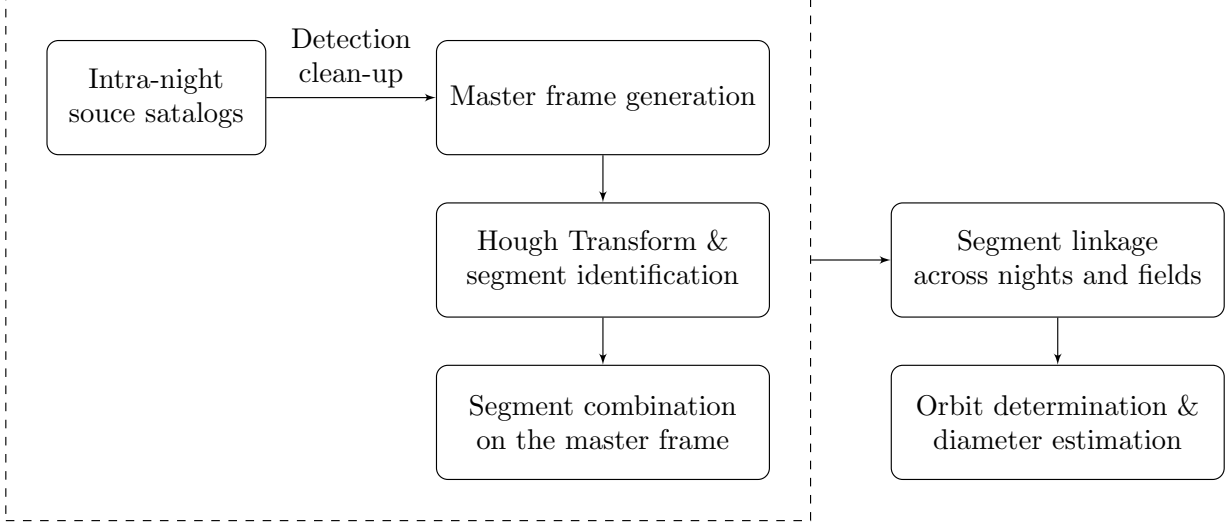 Intra-night
souce satalogs
Detection
clean-up
Master frame generation
Hough Transform &
segment identification
Segment combination
on the master frame
Segment linkage
across nights and fields
Orbit determination &
diameter estimation